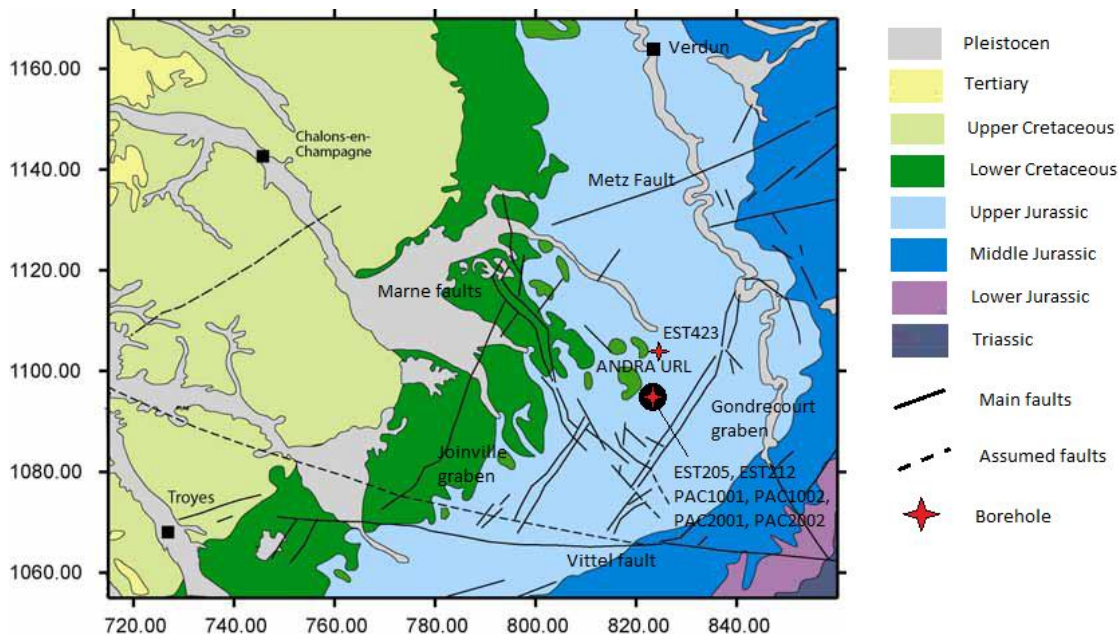 1160.00
1140.00
1120.00
1100.00
1080.00
1060.00
720.00
740.00
760.00
780.00
800.00
820.00
840.00
Verdun
Chalons-en-
Champagne
Metz Fault
Marne faults
EST423
ANDRA URL
Gondrecourt
graben
Joinville
graben
EST205, EST212
PAC1001, PAC1002,
PAC2001, PAC2002
Troyes
Vittel fault
Pleistocen
Tertiary
Upper Cretaceous
Lower Cretaceous
Upper Jurassic
Middle Jurassic
Lower Jurassic
Triassic
Main faults
Assumed faults
Borehole